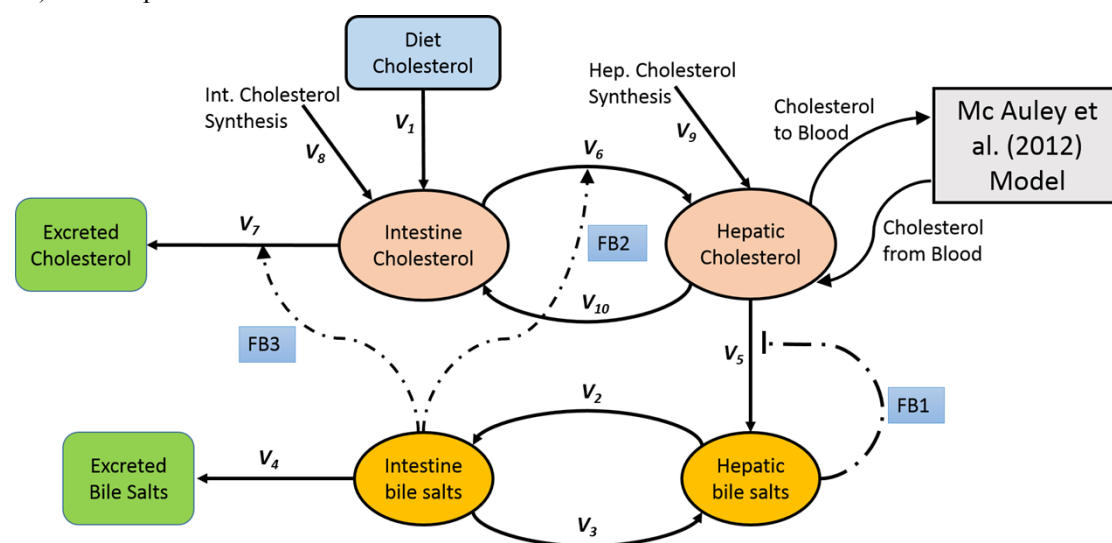 Diet
Cholesterol
Int. Cholesterol
Synthesis
Hep. Cholesterol
Synthesis
Cholesterol
to Blood
Mc Auley et
al. (2012)
Model
V1
V8
V6
V9
Excreted
Cholesterol
V7
Intestine
Cholesterol
FB2
Hepatic
Cholesterol
Cholesterol
from Blood
V10
FB3
V5
V2
FB1
Excreted
Bile Salts
V4
Intestine
bile salts
Hepatic
bile salts
V3